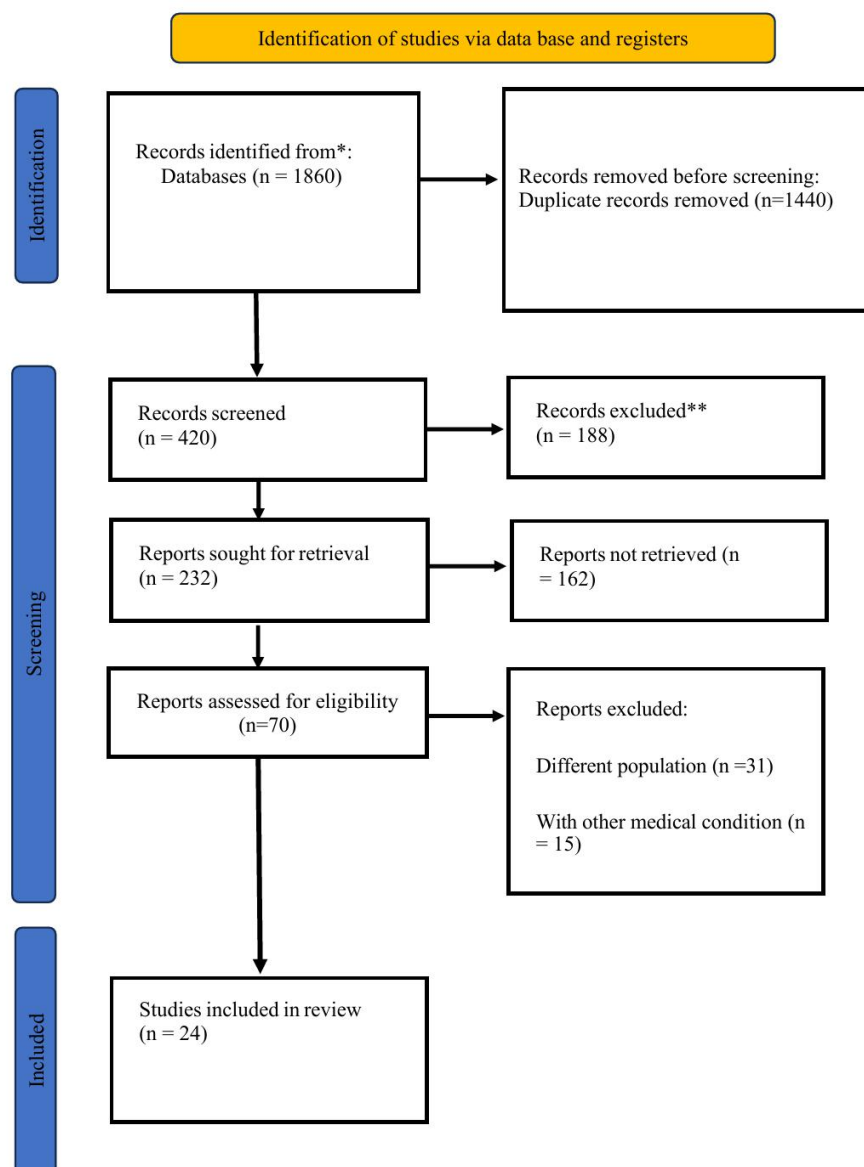 Identification of studies via data base and registers
Identification
Records identified from*:
Databases (n = 1860)
Records removed before screening:
Duplicate records removed (n=1440)
Screening
Records screened
(n = 420)
Records excluded**
(n = 188)
Reports sought for retrieval
(n = 232)
Reports not retrieved (n
= 162)
Reports assessed for eligibility
(n=70)
Reports excluded:
Different population (n =31)
With other medical condition (n
= 15)
Included
Studies included in review
(n = 24)